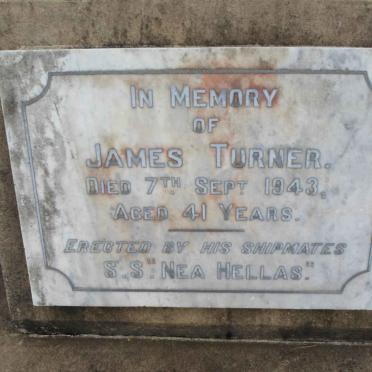 IN MEMORY
OF
JAMES TURNER.
DIED 7TH SEPT 1943,
AGED 41 YEARS.
ERECTED BY HIS SHIPMATES
S.S. "NEA HELLAS."